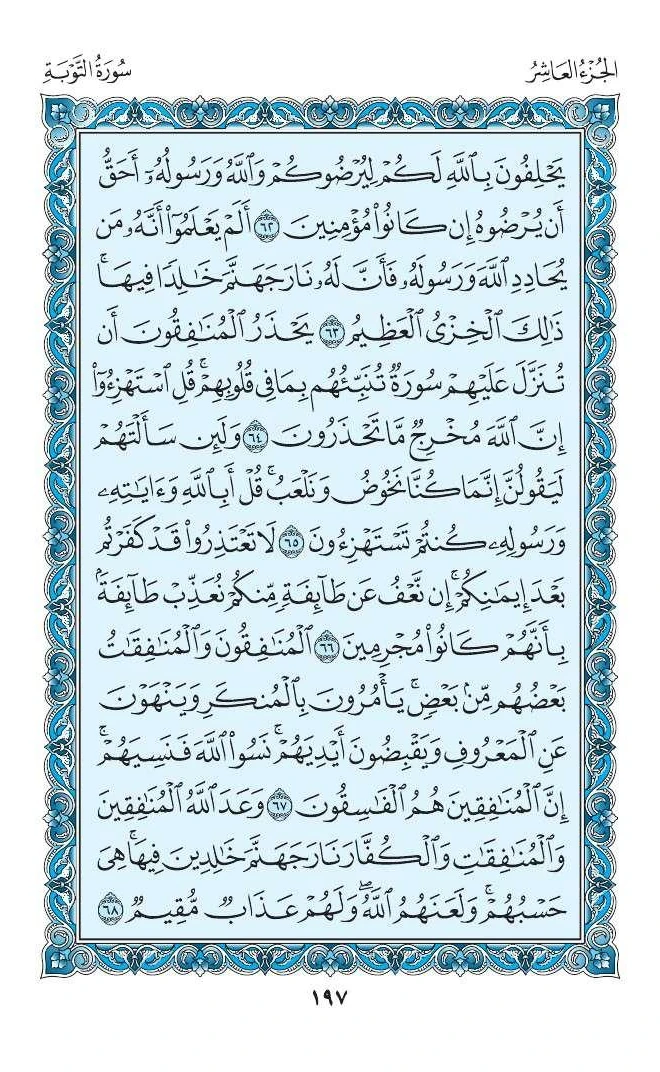 الجُزْءُ العَاشِرُ
سُورَةُ التَّوْبَةِ
يَحْلِفُونَ بِٱللَّهِ لَكُمْ لِيُرْضُوكُمْ وَٱللَّهُ وَرَسُولُهُۥٓ أَحَقُّ
أَن يُرْضُوهُ إِن كَانُوا۟ مُؤْمِنِينَ ٦٢ أَلَمْ يَعْلَمُوٓا۟ أَنَّهُۥ مَن
يُحَادِدِ ٱللَّهَ وَرَسُولَهُۥ فَأَنَّ لَهُۥ نَارَ جَهَنَّمَ خَـٰلِدًا فِيهَا ۚ
ذَٰلِكَ ٱلْخِزْىُ ٱلْعَظِيمُ ٦٣ يَحْذَرُ ٱلْمُنَـٰفِقُونَ أَن
تُنَزَّلَ عَلَيْهِمْ سُورَةٌ تُنَبِّئُهُم بِمَا فِى قُلُوبِهِمْ ۚ قُلِ ٱسْتَهْزِءُوٓا۟
إِنَّ ٱللَّهَ مُخْرِجٌ مَّا تَحْذَرُونَ ٦٤ وَلَئِن سَأَلْتَهُمْ
لَيَقُولُنَّ إِنَّمَا كُنَّا نَخُوضُ وَنَلْعَبُ ۚ قُلْ أَبِٱللَّهِ وَءَايَـٰتِهِۦ
وَرَسُولِهِۦ كُنتُمْ تَسْتَهْزِءُونَ ٦٥ لَا تَعْتَذِرُوا۟ قَدْ كَفَرْتُم
بَعْدَ إِيمَـٰنِكُمْ ۚ إِن نَّعْفُ عَن طَآئِفَةٍ مِّنكُمْ نُعَذِّبْ طَآئِفَةًۢ
بِأَنَّهُمْ كَانُوا۟ مُجْرِمِينَ ٦٦ ٱلْمُنَـٰفِقُونَ وَٱلْمُنَـٰفِقَـٰتُ
بَعْضُهُم مِّنۢ بَعْضٍ ۚ يَأْمُرُونَ بِٱلْمُنكَرِ وَيَنْهَوْنَ
عَنِ ٱلْمَعْرُوفِ وَيَقْبِضُونَ أَيْدِيَهُمْ ۚ نَسُوا۟ ٱللَّهَ فَنَسِيَهُمْ ۗ
إِنَّ ٱلْمُنَـٰفِقِينَ هُمُ ٱلْفَـٰسِقُونَ ٦٧ وَعَدَ ٱللَّهُ ٱلْمُنَـٰفِقِينَ
وَٱلْمُنَـٰفِقَـٰتِ وَٱلْكُفَّارَ نَارَ جَهَنَّمَ خَـٰلِدِينَ فِيهَا ۚ هِىَ
حَسْبُهُمْ ۚ وَلَعَنَهُمُ ٱللَّهُ ۖ وَلَهُمْ عَذَابٌ مُّقِيمٌ ٦٨
١٩٧